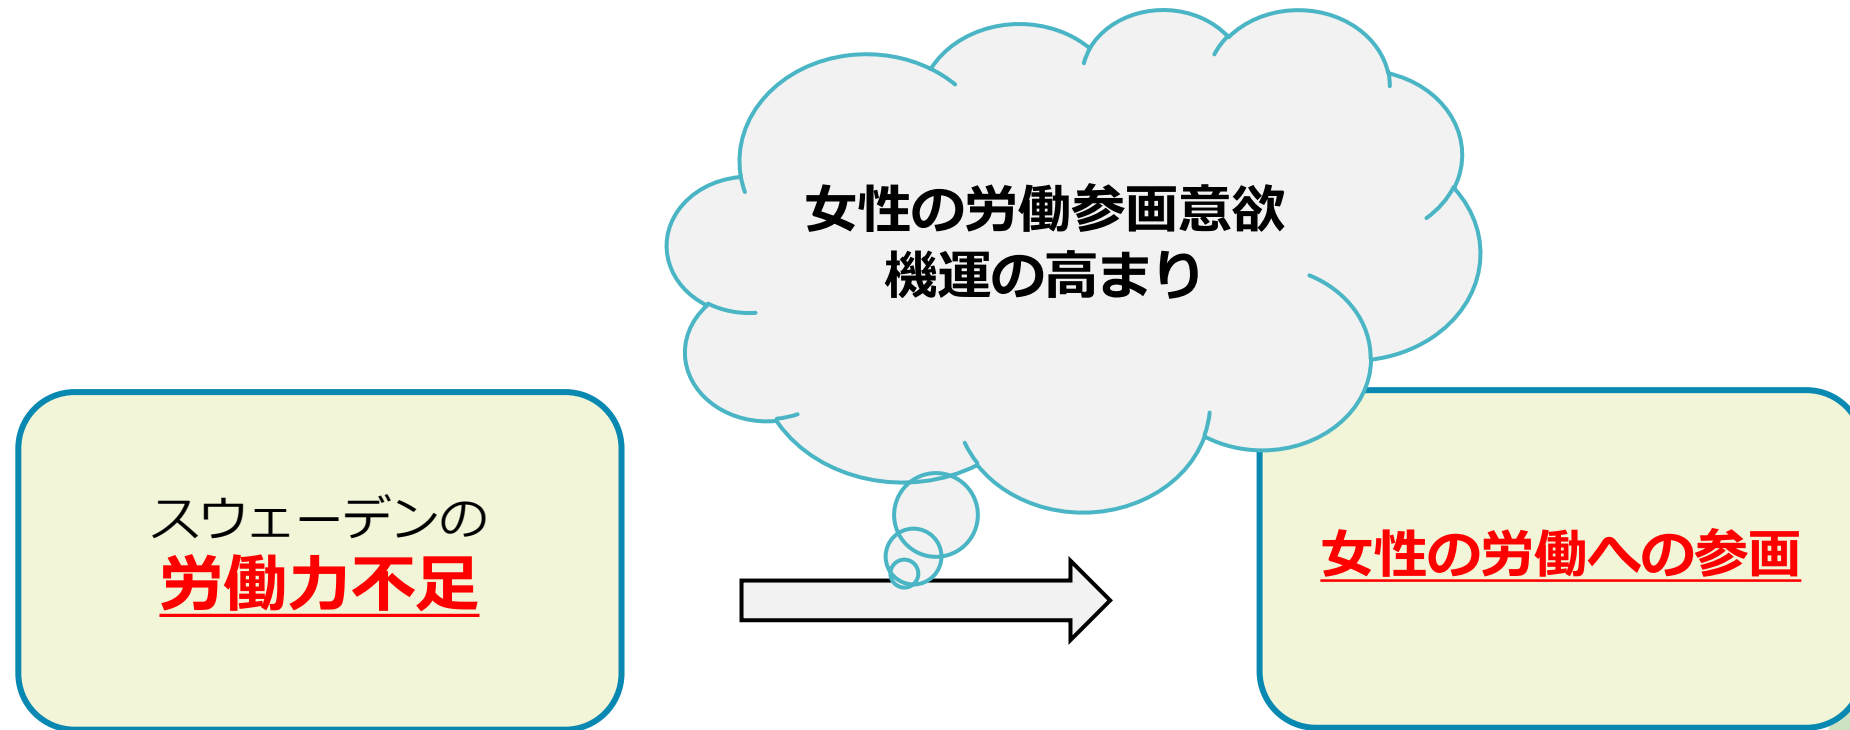 女性の労働参画意欲
機運の高まり
スウェーデンの
労働力不足
女性の労働への参画